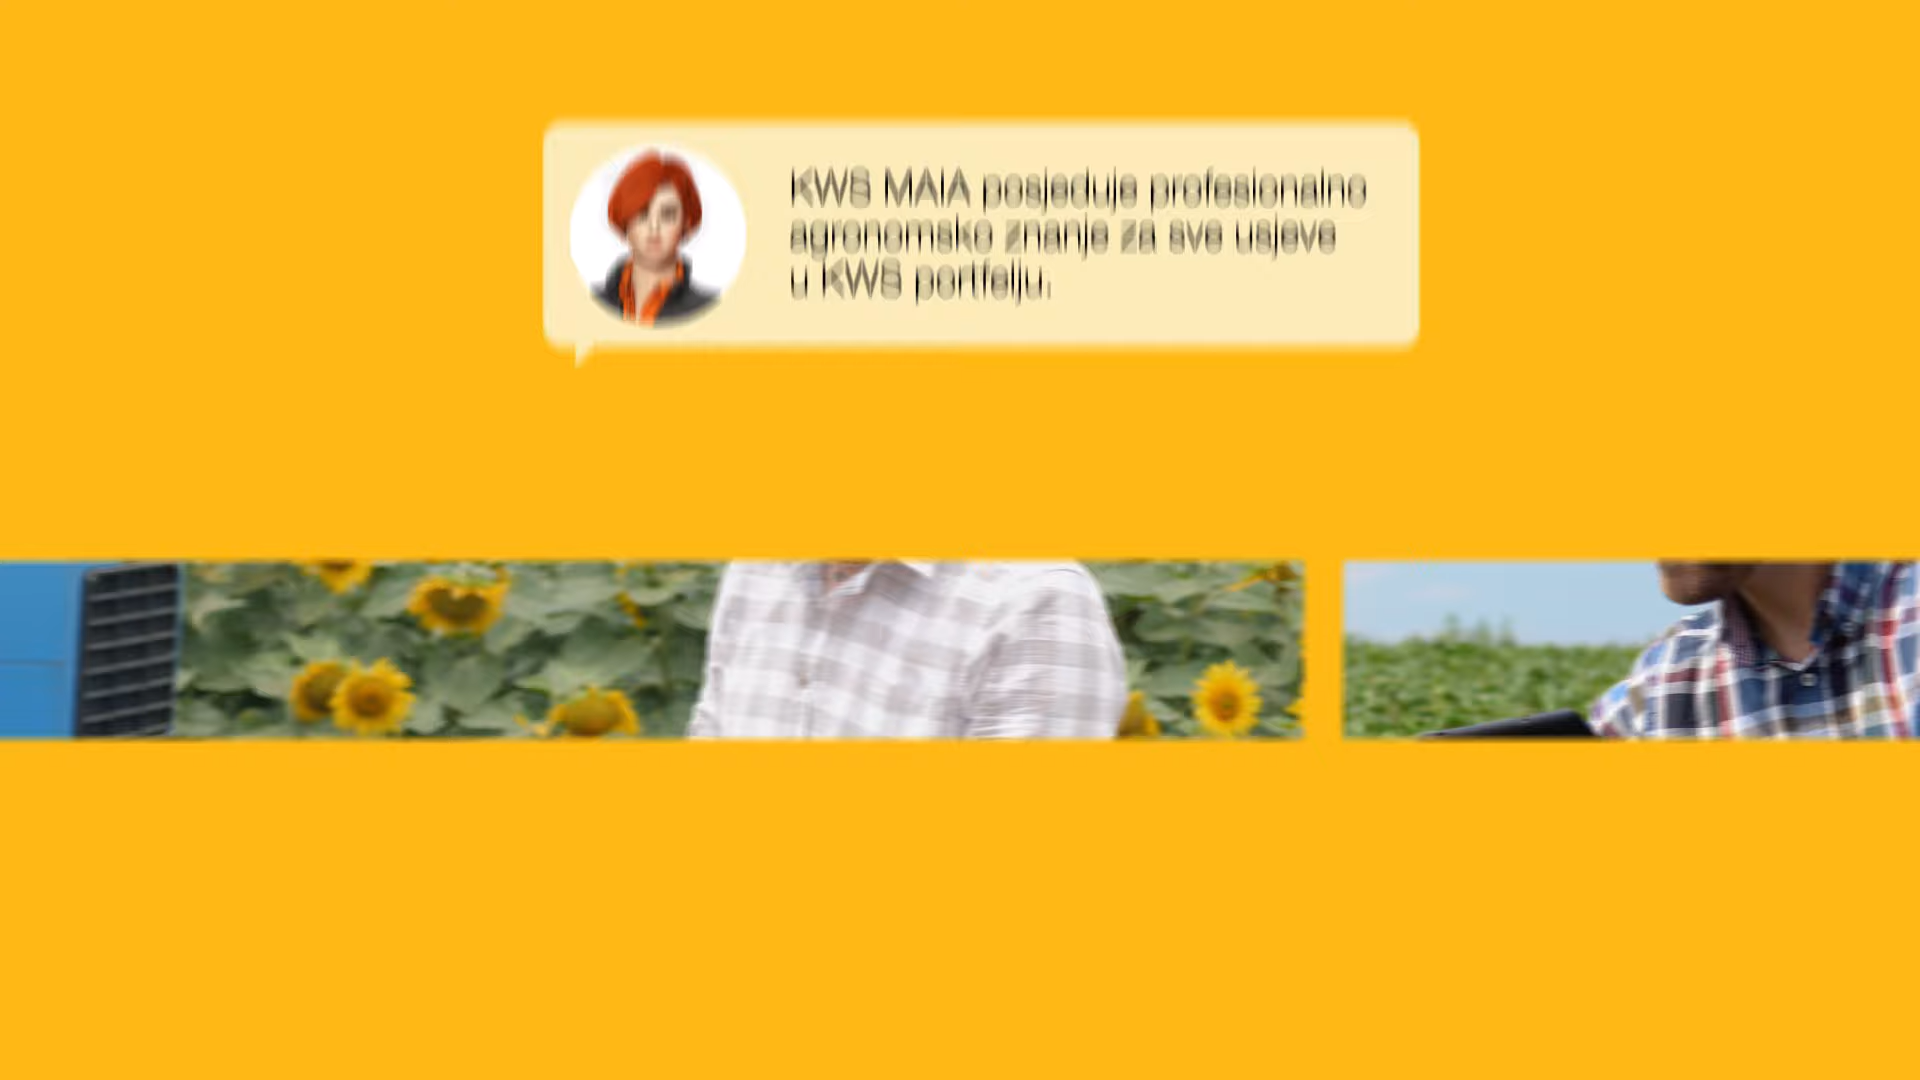 KWS MAIA posjeduje profesionalno
agronomsko znanje za sve usjeve
u KWS portfelju.